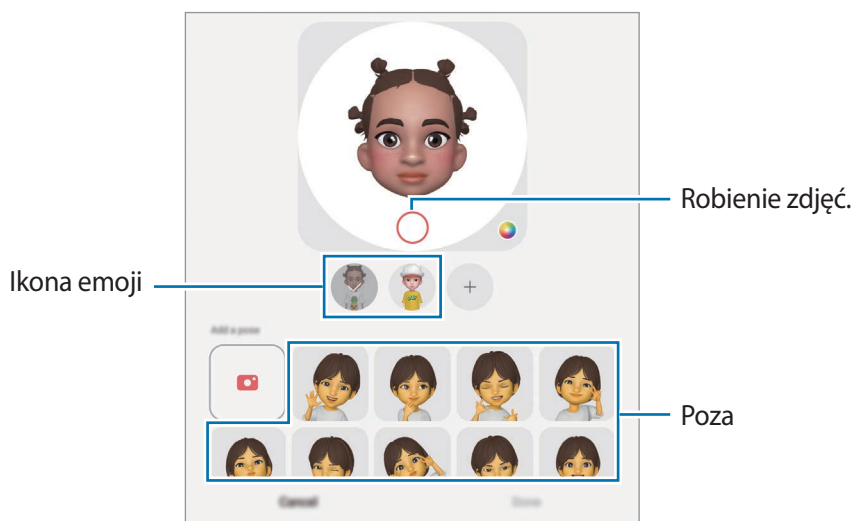 Robienie zdjęć.
Ikona emoji
Add a pose
Poza
Cancel
Done